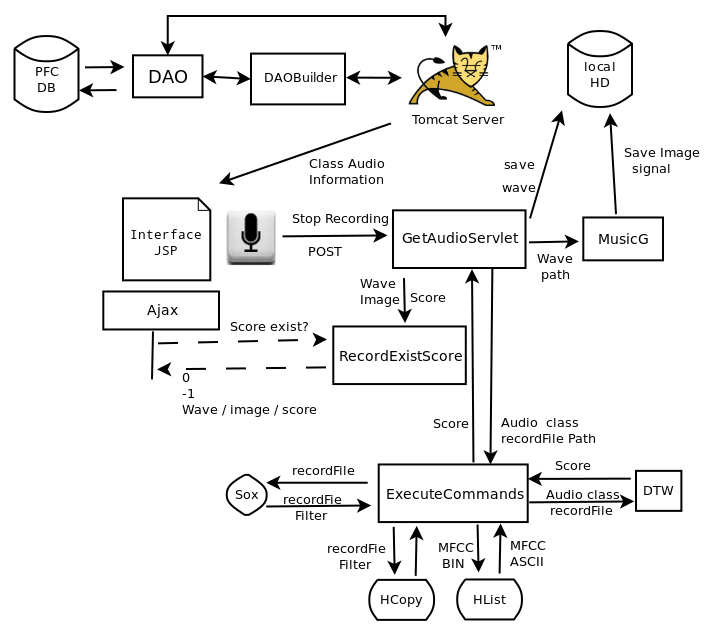 PFC
DB
DAO
DAOBuilder
TM
Tomcat Server
local
HD
Class Audio
Information
save
wave
Save Image
signal
Interface
JSP
Stop Recording
POST
GetAudioServlet
MusicG
Wave
path
Ajax
Wave
Image
Score
Score exist?
RecordExistScore
0
-1
Wave / image / score
Score
Audio class
recordFile Path
recordFile
Sox
recordFie
Filter
ExecuteCommands
Score
Audio class
recordFile
DTW
recordFie
Filter
MFCC
BIN
MFCC
ASCII
HCopy
HList